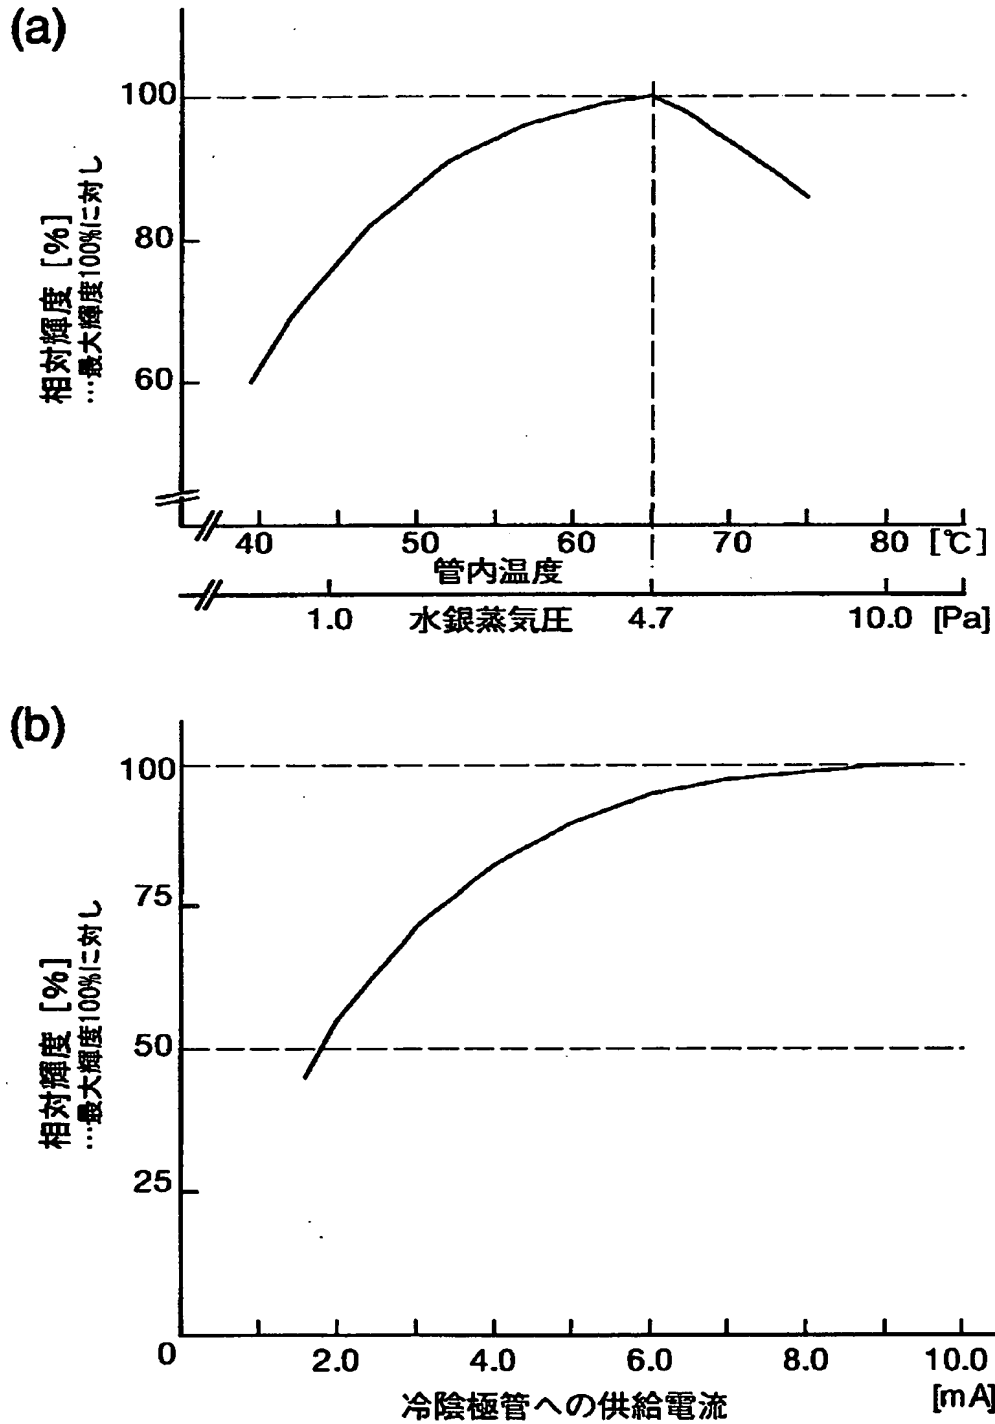 (a)
相対輝度 [%]
…最大輝度100%に対し
100
80
60
40 50 60 70 80 [℃]
管内温度
1.0 水銀蒸気圧 4.7 10.0 [Pa]
(b)
相対輝度 [%]
…最大輝度100%に対し
100
75
50
25
0 2.0 4.0 6.0 8.0 10.0
[mA]
冷陰極管への供給電流